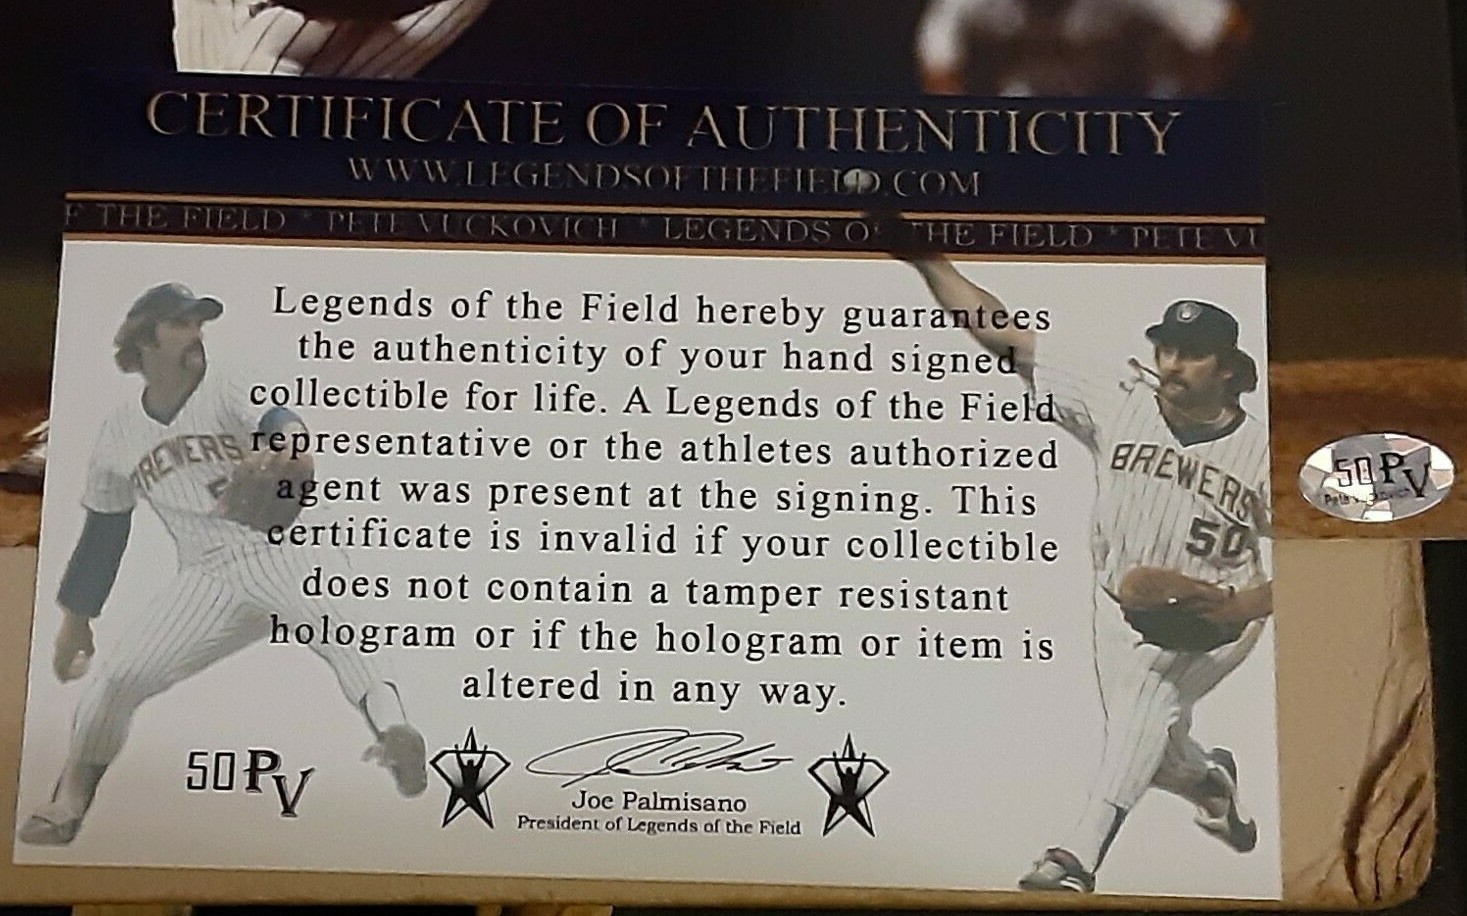 CERTIFICATE OF AUTHENTICITY
WWW.LEGENDSOFTHEFIELD.COM
F THE FIELD * PETE VUCKOVICH * LEGENDS OF THE FIELD * PETE VU
Legends of the Field hereby guarantees
the authenticity of your hand signed
collectible for life. A Legends of the Field
representative or the athletes authorized
agent was present at the signing. This
certificate is invalid if your collectible
does not contain a tamper resistant
hologram or if the hologram or item is
altered in any way.
BREWERS
BREWERS
50
50PV
50PV
Joe Palmisano
President of Legends of the Field